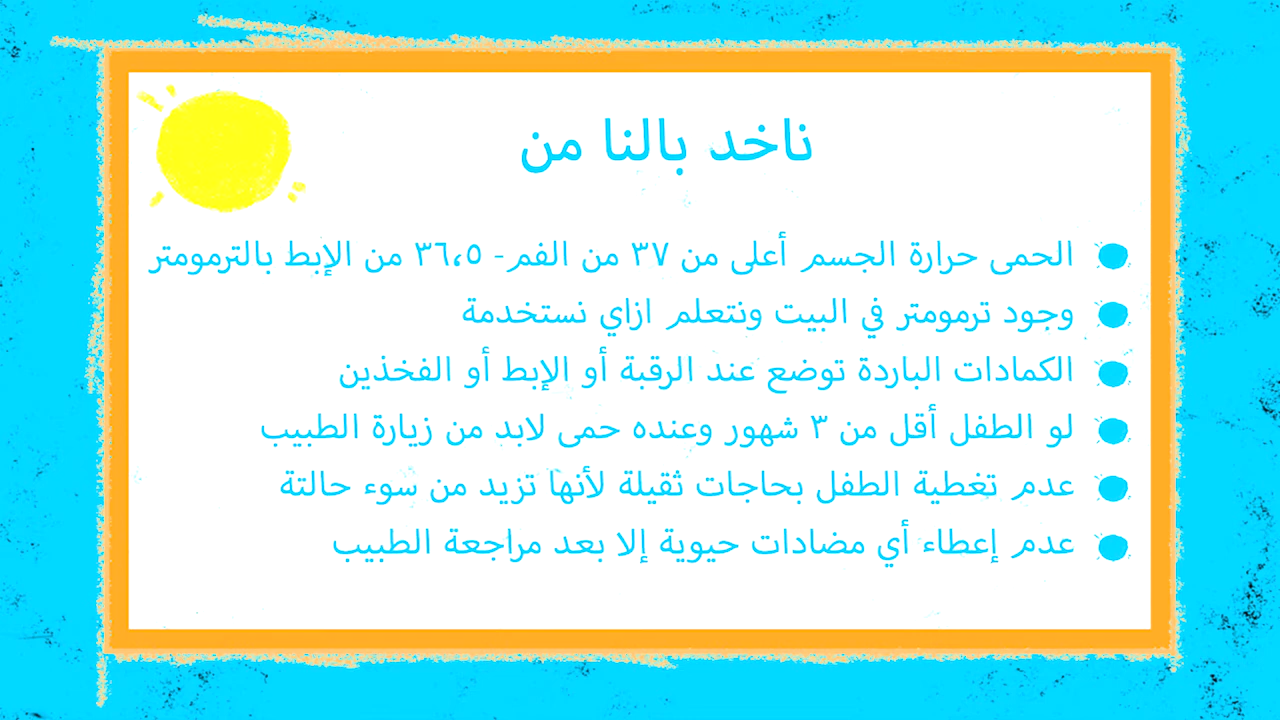 ناخد بالنا من
الحمى حرارة الجسم أعلى من ٣٧ من الفم- ٣٦،٥ من الإبط بالترمومتر
وجود ترمومتر في البيت ونتعلم ازاي نستخدمة
الكمادات الباردة توضع عند الرقبة أو الإبط أو الفخذين
لو الطفل أقل من ٣ شهور وعنده حمى لابد من زيارة الطبيب
عدم تغطية الطفل بحاجات ثقيلة لأنها تزيد من سوء حالتة
عدم إعطاء أي مضادات حيوية إلا بعد مراجعة الطبيب